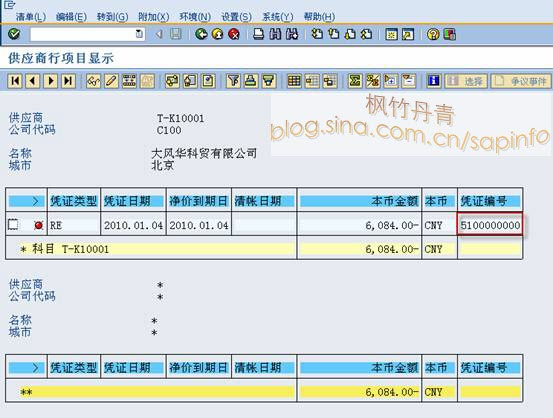 清单(L) 编辑(E) 转到(G) 附加(X) 环境(N) 设置(S) 系统(Y) 帮助(H)
供应商行项目显示
选择 争议事件
枫竹丹青
blog.sina.com.cn/sapinfo
供应商 T-K10001
公司代码 C100
名称 大风华科贸有限公司
城市 北京
凭证类型 凭证日期 净价到期日 清帐日期 本币金额 本币 凭证编号
RE 2010.01.04 2010.01.04 6,084.00- CNY 5100000000
* 科目 T-K10001 6,084.00- CNY
供应商 *
公司代码 *
名称 *
城市 *
凭证类型 凭证日期 净价到期日 清帐日期 本币金额 本币 凭证编号
** 6,084.00- CNY